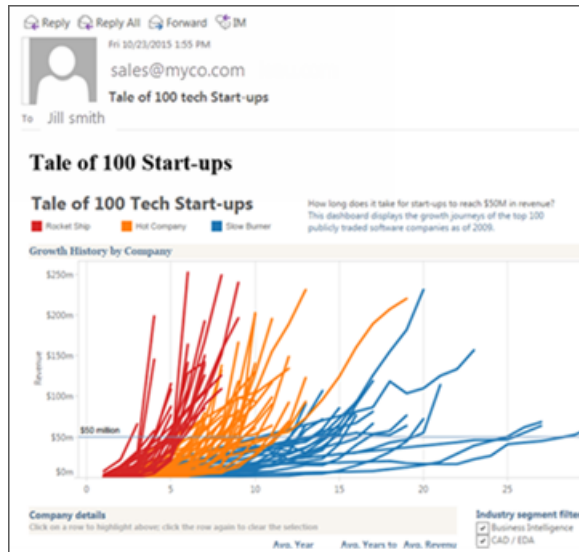 Reply Reply All Forward IM
Fri 10/23/2015 1:55 PM
sales@myco.com
Tale of 100 tech Start-ups
To Jill smith
Tale of 100 Start-ups
Tale of 100 Tech Start-ups
How long does it take for start-ups to reach $50M in revenue?
This dashboard displays the growth journeys of the top 100
publicly traded software companies as of 2009.
Rocket Ship Hot Company Slow Burner
Growth History by Company
$250m
$200m
$150m
$100m
$50m
$0m
Revenue
$50 million
0 5 10 15 20 25
Company details
Click on a row to highlight above; click the row again to clear the selection
Avg. Year Avg. Years to Avg. Revenu
Industry segment filter
Business Intelligence
CAD / EDA